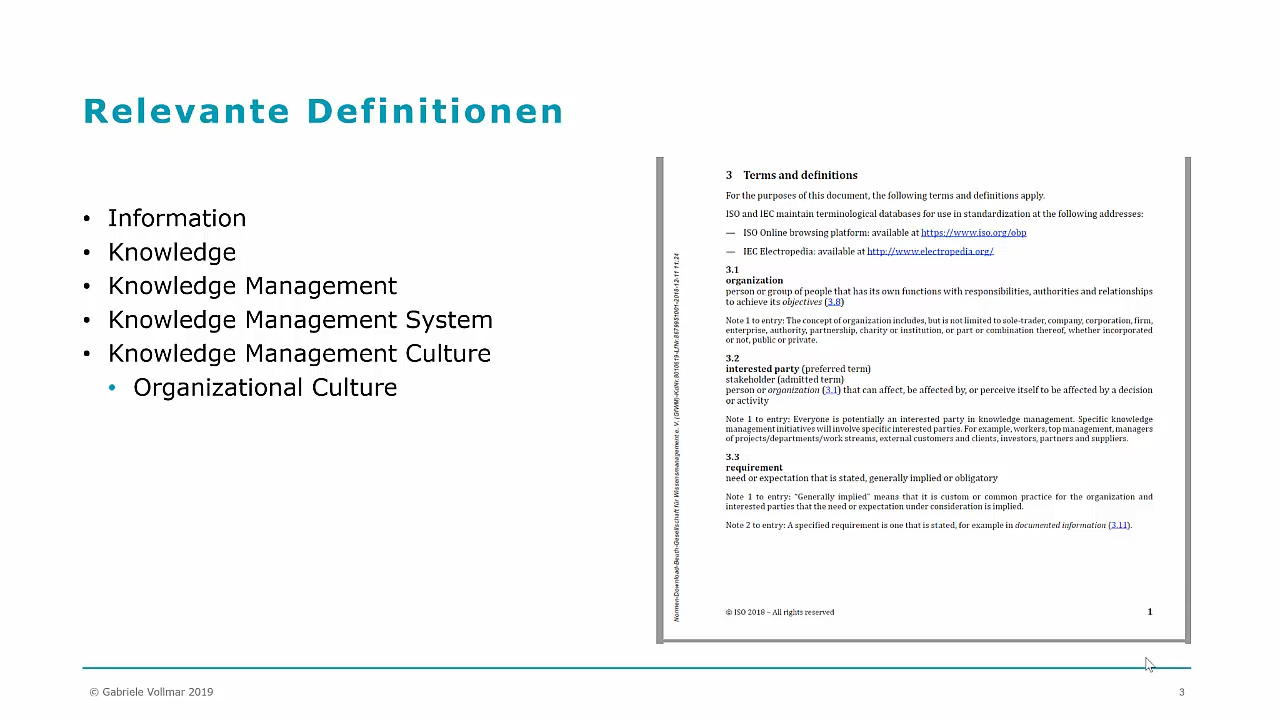 Relevante Definitionen
• Information
• Knowledge
• Knowledge Management
• Knowledge Management System
• Knowledge Management Culture
• Organizational Culture
3 Terms and definitions
For the purposes of this document, the following terms and definitions apply.
ISO and IEC maintain terminological databases for use in standardization at the following addresses:
— ISO Online browsing platform: available at https://www.iso.org/obp
— IEC Electropedia: available at http://www.electropedia.org/
3.1
organization
person or group of people that has its own functions with responsibilities, authorities and relationships
to achieve its objectives (3.8)
Note 1 to entry: The concept of organization includes, but is not limited to sole-trader, company, corporation, firm,
enterprise, authority, partnership, charity or institution, or part or combination thereof, whether incorporated
or not, public or private.
3.2
interested party (preferred term)
stakeholder (admitted term)
person or organization (3.1) that can affect, be affected by, or perceive itself to be affected by a decision
or activity
Note 1 to entry: Everyone is potentially an interested party in knowledge management. Specific knowledge
management initiatives will involve specific interested parties. For example, workers, top management, managers
of projects/departments/work streams, external customers and clients, investors, partners and suppliers.
3.3
requirement
need or expectation that is stated, generally implied or obligatory
Note 1 to entry: “Generally implied” means that it is custom or common practice for the organization and
interested parties that the need or expectation under consideration is implied.
Note 2 to entry: A specified requirement is one that is stated, for example in documented information (3.11).
© ISO 2018 – All rights reserved
1
Normen-Download-Beuth-Gesellschaft für Wissensmanagement e. V. (GfWM)
© Gabriele Vollmar 2019
3